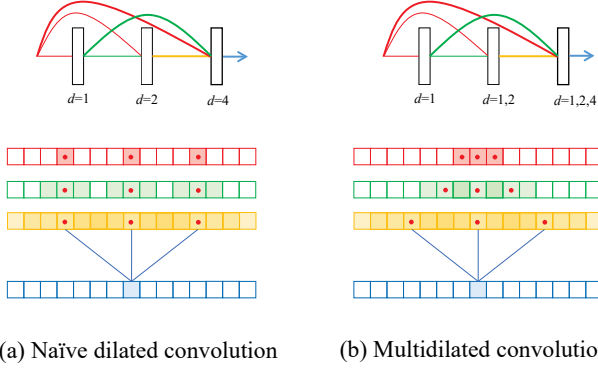 d=1 d=2 d=4
d=1 d=1,2 d=1,2,4
(a) Naïve dilated convolution
(b) Multidilated convolutio